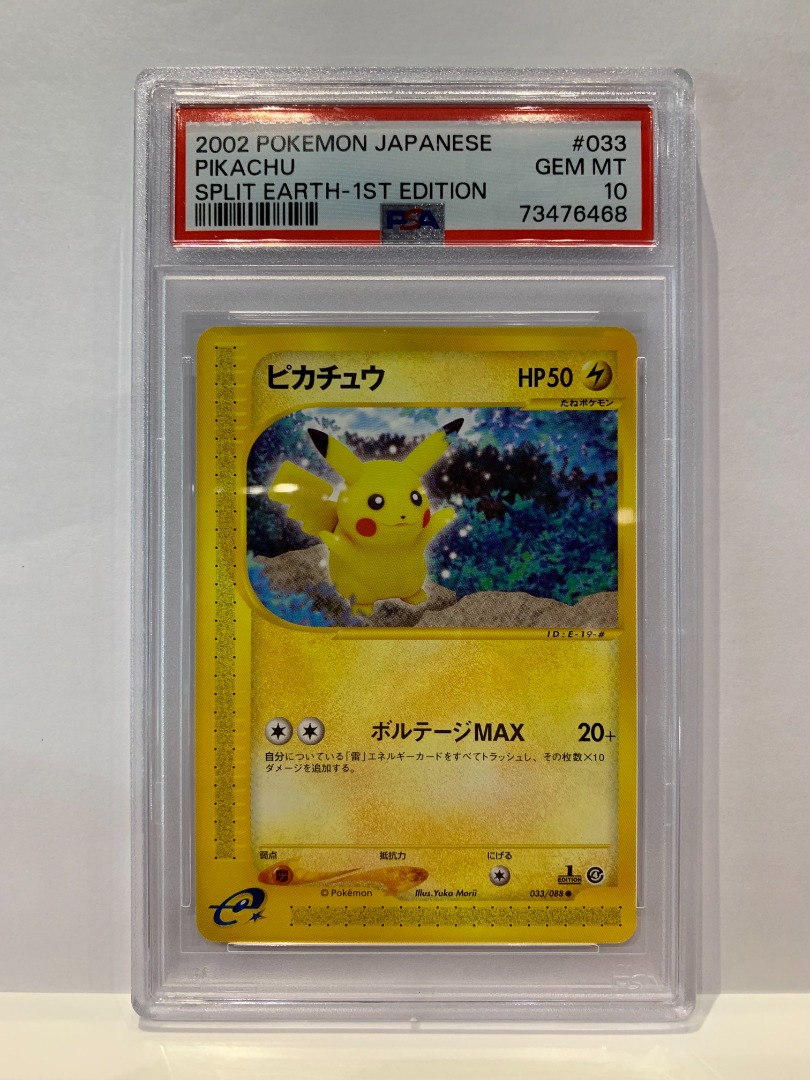 2002 POKEMON JAPANESE #033
PIKACHU GEM MT
SPLIT EARTH-1ST EDITION 10
PSA 73476468
ピカチュウ HP50
たねポケモン
ID:E-19-#
ボルテージMAX 20+
自分についている「雷」エネルギーカードをすべてトラッシュし、その枚数×10
ダメージを追加する。
弱点 抵抗力 にげる
1
EDITION
©Pokémon Illus.Yuka Morii 033/088●
e
PSA